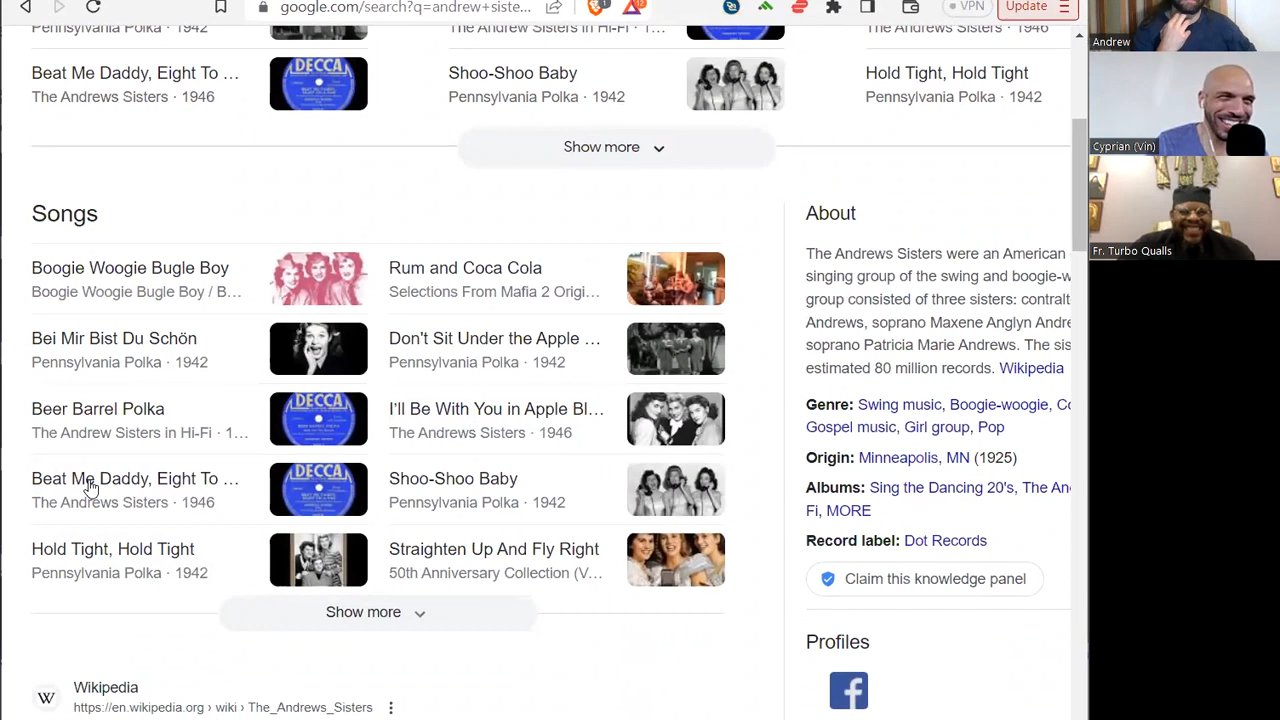 google.com/search?q=andrew+siste...
VPN
Update
The Andrews Sisters in Hi-Fi · 1...
The Andrews Sisters · 1946
Beat Me Daddy, Eight To ...
The Andrews Sisters · 1946
DECCA
Shoo-Shoo Baby
Pennsylvania Polka · 1942
Hold Tight, Hold Tight
Pennsylvania Polka · 1942
Show more
Songs
Boogie Woogie Bugle Boy
Boogie Woogie Bugle Boy / B...
Rum and Coca Cola
Selections From Mafia 2 Origi...
Bei Mir Bist Du Schön
Pennsylvania Polka · 1942
Don't Sit Under the Apple ...
Pennsylvania Polka · 1942
Beer Barrel Polka
The Andrew Sisters in Hi-Fi · 1...
DECCA
I'll Be With You in Apple Bl...
The Andrews Sisters · 1946
Beat Me Daddy, Eight To ...
The Andrews Sisters · 1946
DECCA
Shoo-Shoo Baby
Pennsylvania Polka · 1942
Hold Tight, Hold Tight
Pennsylvania Polka · 1942
Straighten Up And Fly Right
50th Anniversary Collection (V...
Show more
Wikipedia
https://en.wikipedia.org › wiki › The_Andrews_Sisters
W
About
The Andrews Sisters were an American
singing group of the swing and boogie-w
group consisted of three sisters: contralt
Andrews, soprano Maxene Anglyn Andre
soprano Patricia Marie Andrews. The sis
estimated 80 million records. Wikipedia
Genre: Swing music, Boogie-woogie, Co
Gospel music, Girl group, Pop
Origin: Minneapolis, MN (1925)
Albums: Sing the Dancing 20's, The An
Fi, MORE
Record label: Dot Records
Claim this knowledge panel
Profiles
Andrew
Cyprian (Vin)
Fr. Turbo Qualls